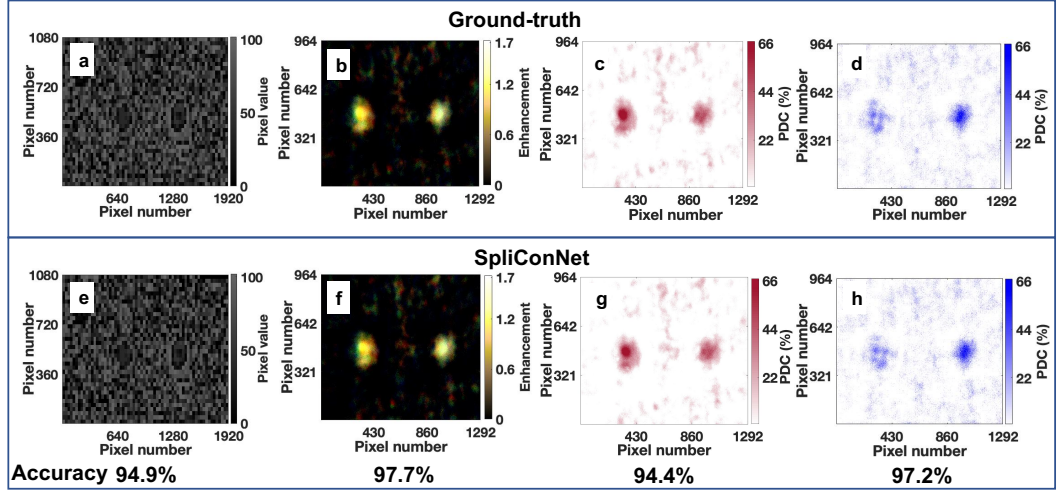 Ground-truth
a
1080
720
360
640 1280 1920
Pixel number
Pixel number
100
50
0
Pixel value
b
964
642
321
430 860 1292
Pixel number
Pixel number
1.7
1.2
0.6
0
Enhancement
c
964
642
321
430 860 1292
Pixel number
Pixel number
66
44
22
PDC (%)
d
964
642
321
430 860 1292
Pixel number
Pixel number
66
44
22
PDC (%)
SpliConNet
e
1080
720
360
640 1280 1920
Pixel number
Pixel number
100
50
0
Pixel value
f
964
642
321
430 860 1292
Pixel number
Pixel number
1.7
1.2
0.6
0
Enhancement
g
964
642
321
430 860 1292
Pixel number
Pixel number
66
44
22
PDC (%)
h
964
642
321
430 860 1292
Pixel number
Pixel number
66
44
22
PDC (%)
Accuracy 94.9% 97.7% 94.4% 97.2%